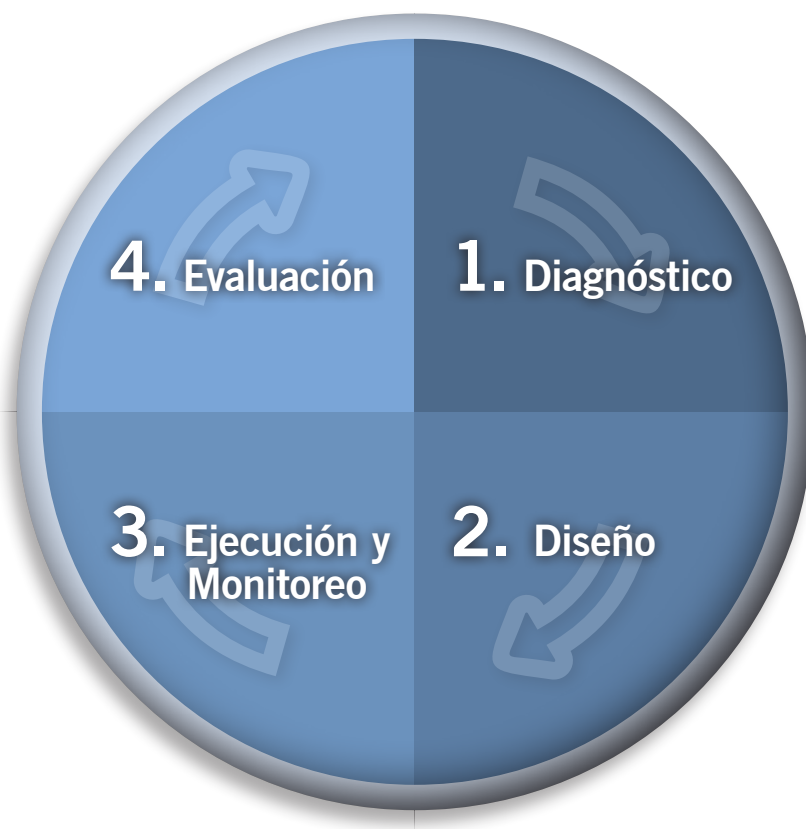 1. Diagnóstico
2. Diseño
3. Ejecución y
Monitoreo
4. Evaluación